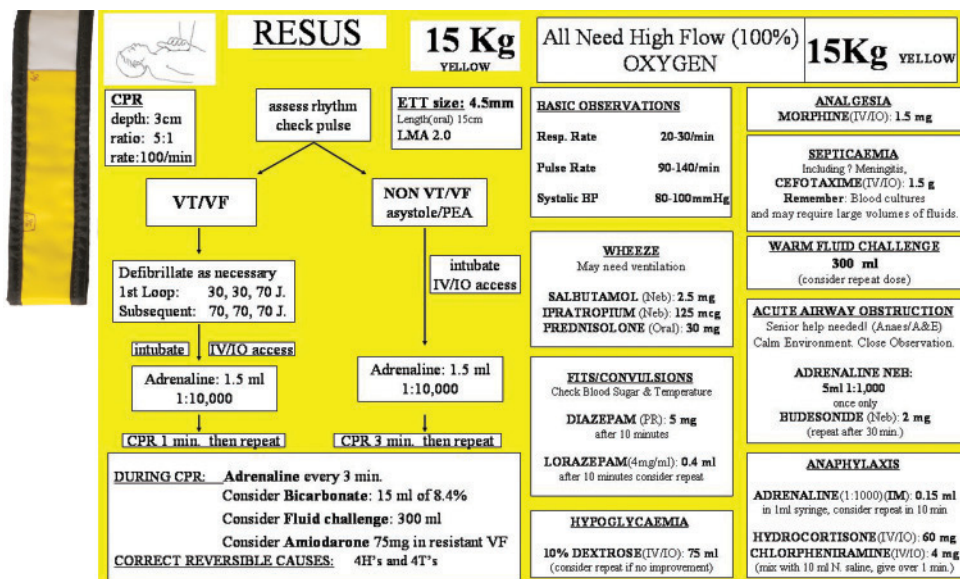 RESUS
15 Kg
YELLOW
CPR
depth: 3cm
ratio: 5:1
rate:100/min
assess rhythm
check pulse
ETT size: 4.5mm
Length(oral) 15cm
LMA 2.0
VT/VF
NON VT/VF
asystole/PEA
Defibrillate as necessary
1st Loop: 30, 30, 70 J.
Subsequent: 70, 70, 70 J.
intubate
IV/IO access
intubate
IV/IO access
Adrenaline: 1.5 ml
1:10,000
Adrenaline: 1.5 ml
1:10,000
CPR 1 min. then repeat
CPR 3 min. then repeat
DURING CPR: Adrenaline every 3 min.
Consider Bicarbonate: 15 ml of 8.4%
Consider Fluid challenge: 300 ml
Consider Amiodarone 75mg in resistant VF
CORRECT REVERSIBLE CAUSES: 4H's and 4T's
All Need High Flow (100%)
OXYGEN
15Kg YELLOW
BASIC OBSERVATIONS
Resp. Rate 20-30/min
Pulse Rate 90-140/min
Systolic BP 80-100mmHg
WHEEZE
May need ventilation
SALBUTAMOL (Neb): 2.5 mg
IPRATROPIUM (Neb): 125 mcg
PREDNISOLONE (Oral): 30 mg
FITS/CONVULSIONS
Check Blood Sugar & Temperature
DIAZEPAM (PR): 5 mg
after 10 minutes
LORAZEPAM(4mg/ml): 0.4 ml
after 10 minutes consider repeat
HYPOGLYCAEMIA
10% DEXTROSE(IV/IO): 75 ml
(consider repeat if no improvement)
ANALGESIA
MORPHINE(IV/IO): 1.5 mg
SEPTICAEMIA
Including ? Meningitis,
CEFOTAXIME(IV/IO): 1.5 g
Remember: Blood cultures
and may require large volumes of fluids.
WARM FLUID CHALLENGE
300 ml
(consider repeat dose)
ACUTE AIRWAY OBSTRUCTION
Senior help needed! (Anaes/A&E)
Calm Environment. Close Observation.
ADRENALINE NEB:
5ml 1:1,000
once only
BUDESONIDE (Neb): 2 mg
(repeat after 30 min.)
ANAPHYLAXIS
ADRENALINE(1:1000)(IM): 0.15 ml
in 1ml syringe, consider repeat in 10 min
HYDROCORTISONE(IV/IO): 60 mg
CHLORPHENIRAMINE(IV/IO): 4 mg
(mix with 10 ml N. saline, give over 1 min.)